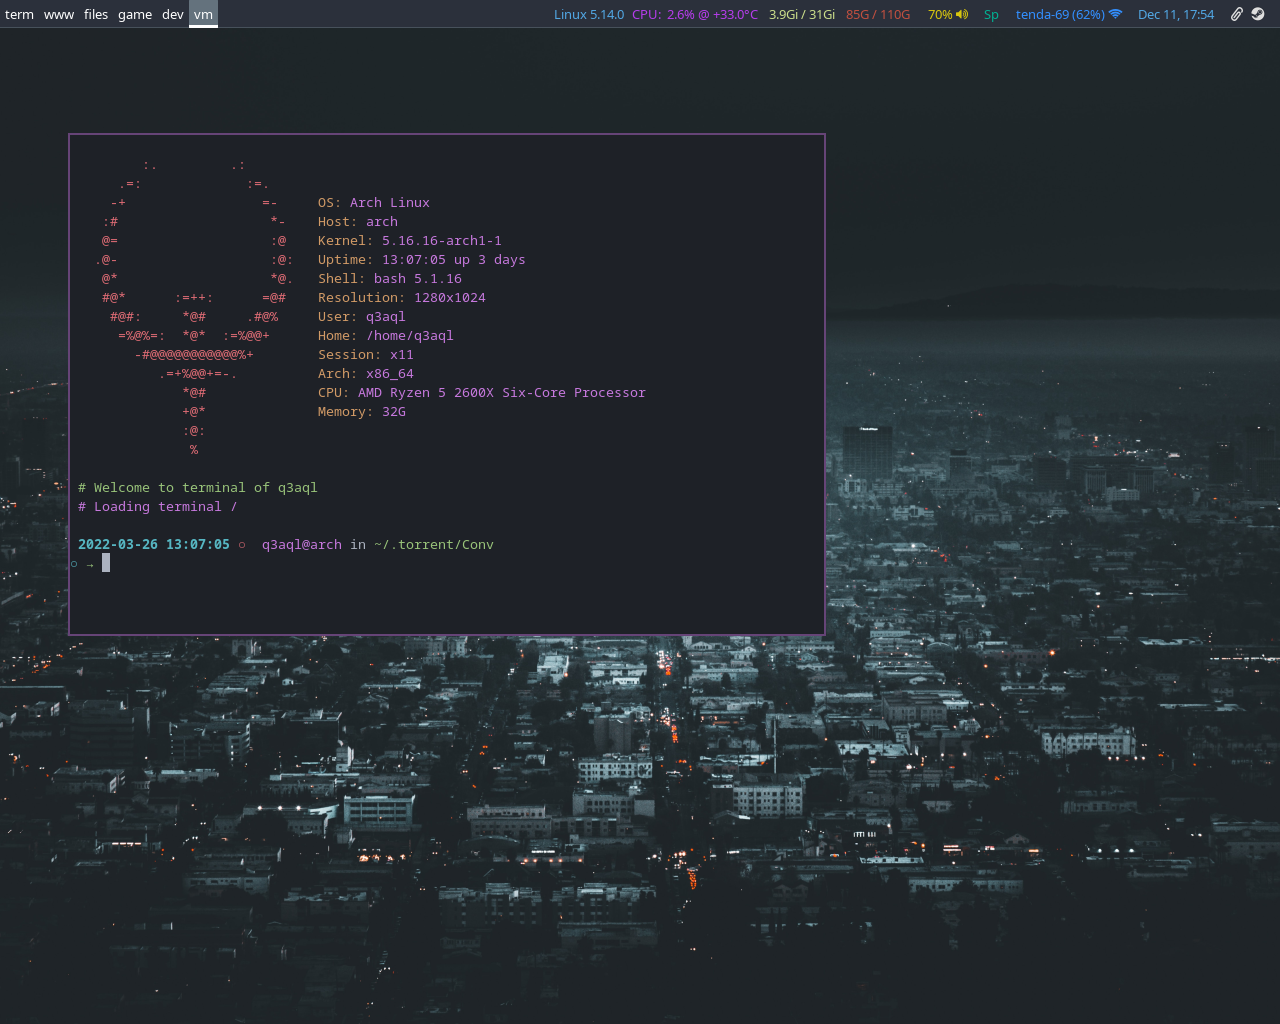 term www files game dev vm Linux 5.14.0 CPU: 2.6% @ +33.0°C 3.9Gi / 31Gi 85G / 110G 70% Sp tenda-69 (62%) Dec 11, 17:54
:. .:
.=: :=.
-+ =- OS: Arch Linux
:# *- Host: arch
@= :@ Kernel: 5.16.16-arch1-1
.@- :@: Uptime: 13:07:05 up 3 days
@* *@. Shell: bash 5.1.16
#@* :=++: =@# Resolution: 1280x1024
#@#: *@# .#@% User: q3aql
=%@%=: *@* :=%@@+ Home: /home/q3aql
-#@@@@@@@@@@@%+ Session: x11
.=+%@@+=-. Arch: x86_64
*@# CPU: AMD Ryzen 5 2600X Six-Core Processor
+@* Memory: 32G
:@:
%
# Welcome to terminal of q3aql
# Loading terminal /
2022-03-26 13:07:05 ○ q3aql@arch in ~/.torrent/Conv
○ →